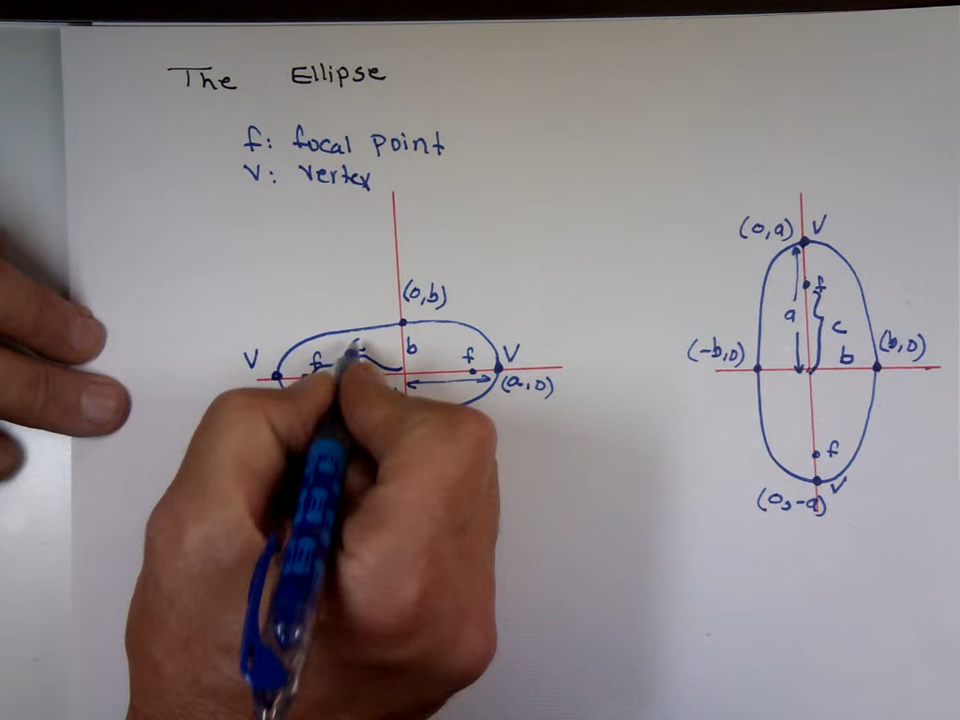 The Ellipse
f: focal point
V: vertex
(0,b)
b
V
f
f
V
(a,0)
(0,a)
V
f
a
c
(-b,0)
b
(b,0)
f
(0,-a)
V